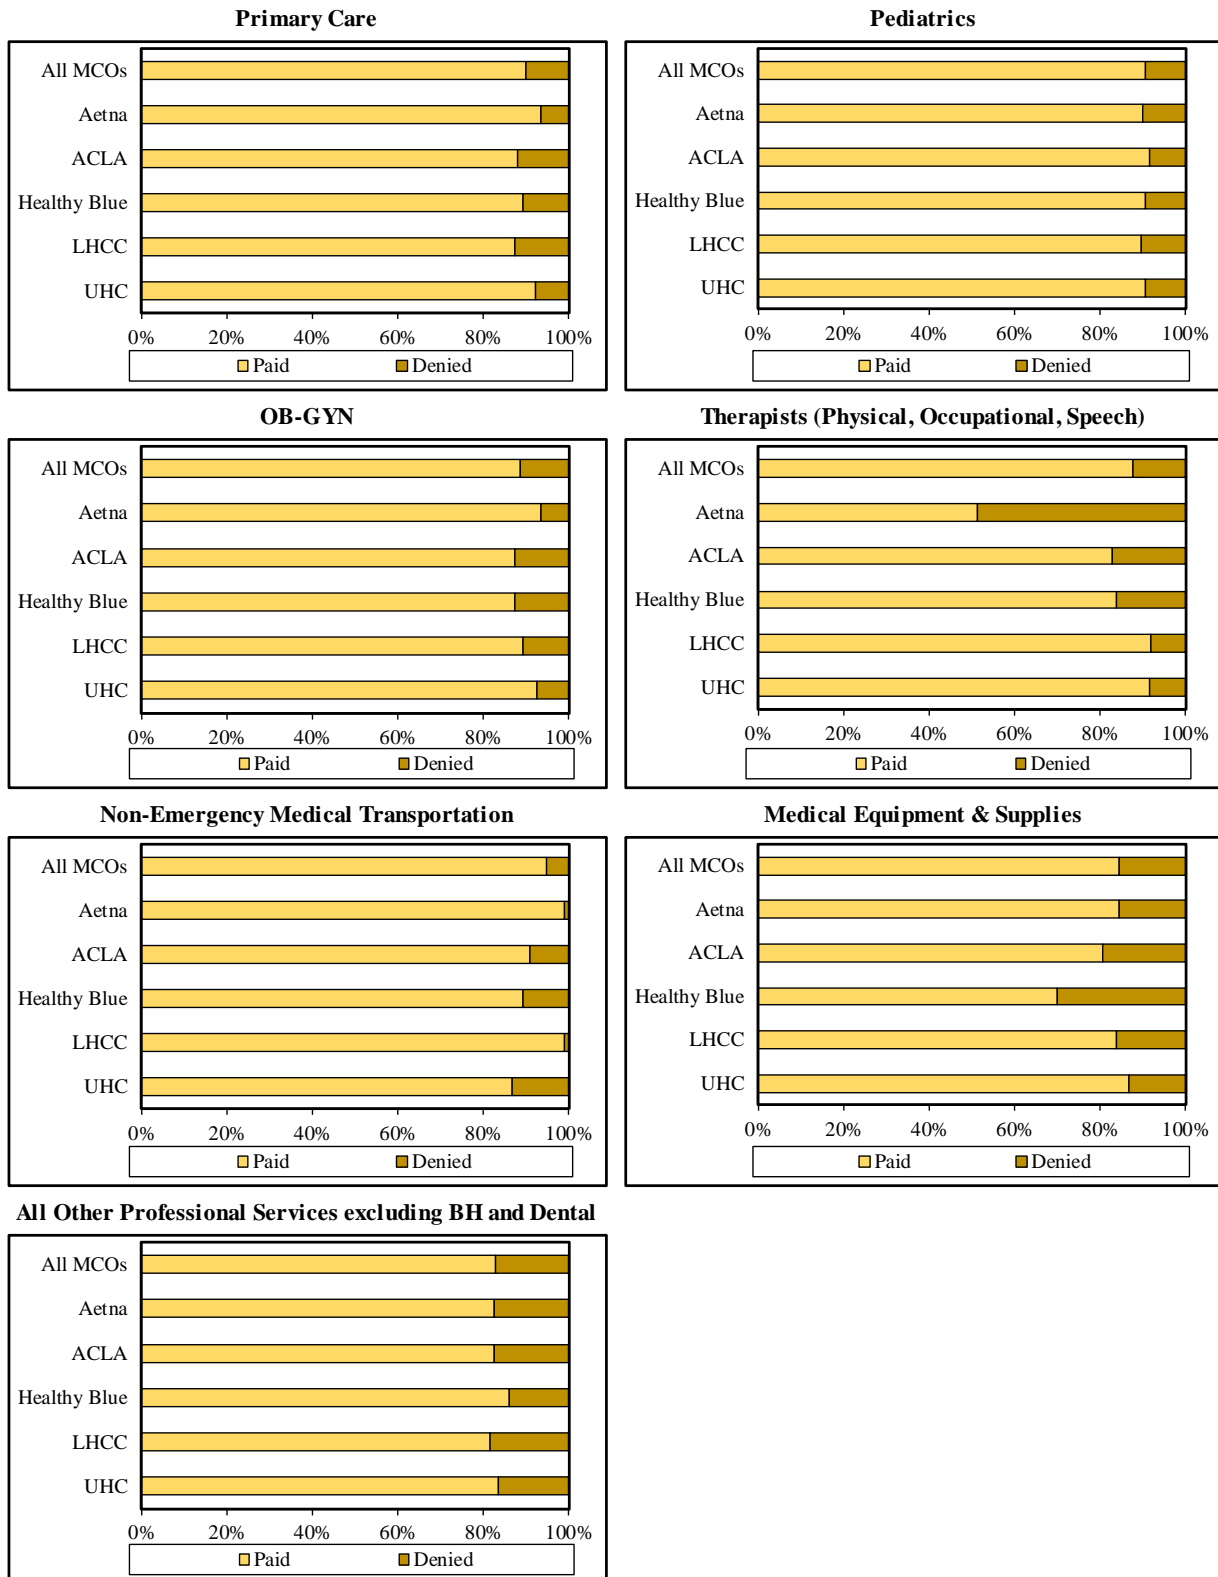 Primary Care
All MCOs
Aetna
ACLA
Healthy Blue
LHCC
UHC
0% 20% 40% 60% 80% 100%
Paid Denied
Pediatrics
All MCOs
Aetna
ACLA
Healthy Blue
LHCC
UHC
0% 20% 40% 60% 80% 100%
Paid Denied
OB-GYN
All MCOs
Aetna
ACLA
Healthy Blue
LHCC
UHC
0% 20% 40% 60% 80% 100%
Paid Denied
Therapists (Physical, Occupational, Speech)
All MCOs
Aetna
ACLA
Healthy Blue
LHCC
UHC
0% 20% 40% 60% 80% 100%
Paid Denied
Non-Emergency Medical Transportation
All MCOs
Aetna
ACLA
Healthy Blue
LHCC
UHC
0% 20% 40% 60% 80% 100%
Paid Denied
Medical Equipment & Supplies
All MCOs
Aetna
ACLA
Healthy Blue
LHCC
UHC
0% 20% 40% 60% 80% 100%
Paid Denied
All Other Professional Services excluding BH and Dental
All MCOs
Aetna
ACLA
Healthy Blue
LHCC
UHC
0% 20% 40% 60% 80% 100%
Paid Denied